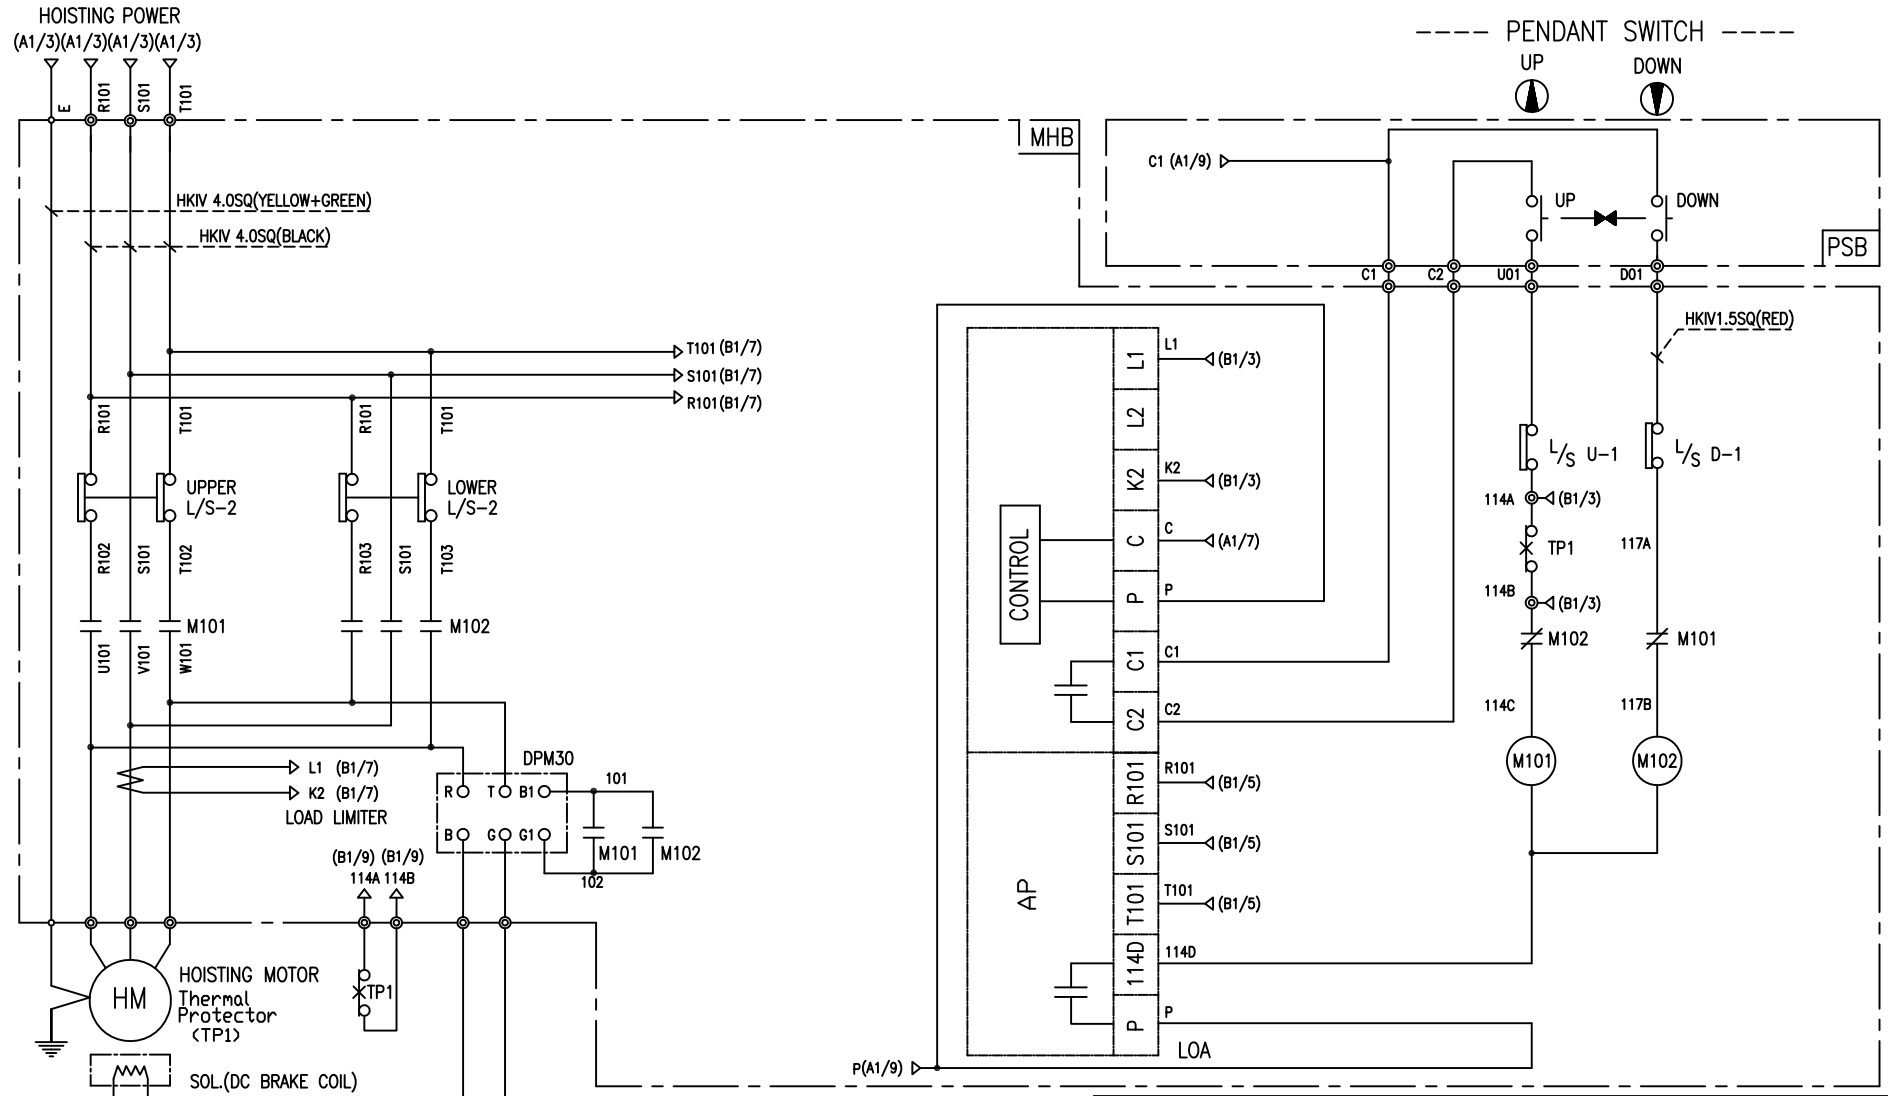 HOISTING POWER
(A1/3)(A1/3)(A1/3)(A1/3)
E
R101
S101
T101
HKIV 4.0SQ(YELLOW+GREEN)
HKIV 4.0SQ(BLACK)
MHB
T101 (B1/7)
S101 (B1/7)
R101 (B1/7)
R101
T101
R101
T101
UPPER
L/S-2
LOWER
L/S-2
R102
S101
T102
R103
S101
T103
M101
M102
U101
V101
W101
L1 (B1/7)
K2 (B1/7)
LOAD LIMITER
DPM30
R T B1
B G G1
101
M101 M102
102
(B1/9) (B1/9)
114A 114B
HM
HOISTING MOTOR
Thermal
Protector
(TP1)
TP1
SOL.(DC BRAKE COIL)
---- PENDANT SWITCH ----
UP
DOWN
C1 (A1/9)
UP
DOWN
PSB
C1
C2
U01
D01
HKIV1.5SQ(RED)
L1 L1 (B1/3)
L2
K2 K2 (B1/3)
C C (A1/7)
CONTROL
P P
C1 C1
C2 C2
R101 R101 (B1/5)
S101 S101 (B1/5)
T101 T101 (B1/5)
AP
114D 114D
P P
LOA
P(A1/9)
L/S U-1
L/S D-1
114A (B1/3)
TP1
117A
114B (B1/3)
M102
M101
114C
117B
M101
M102